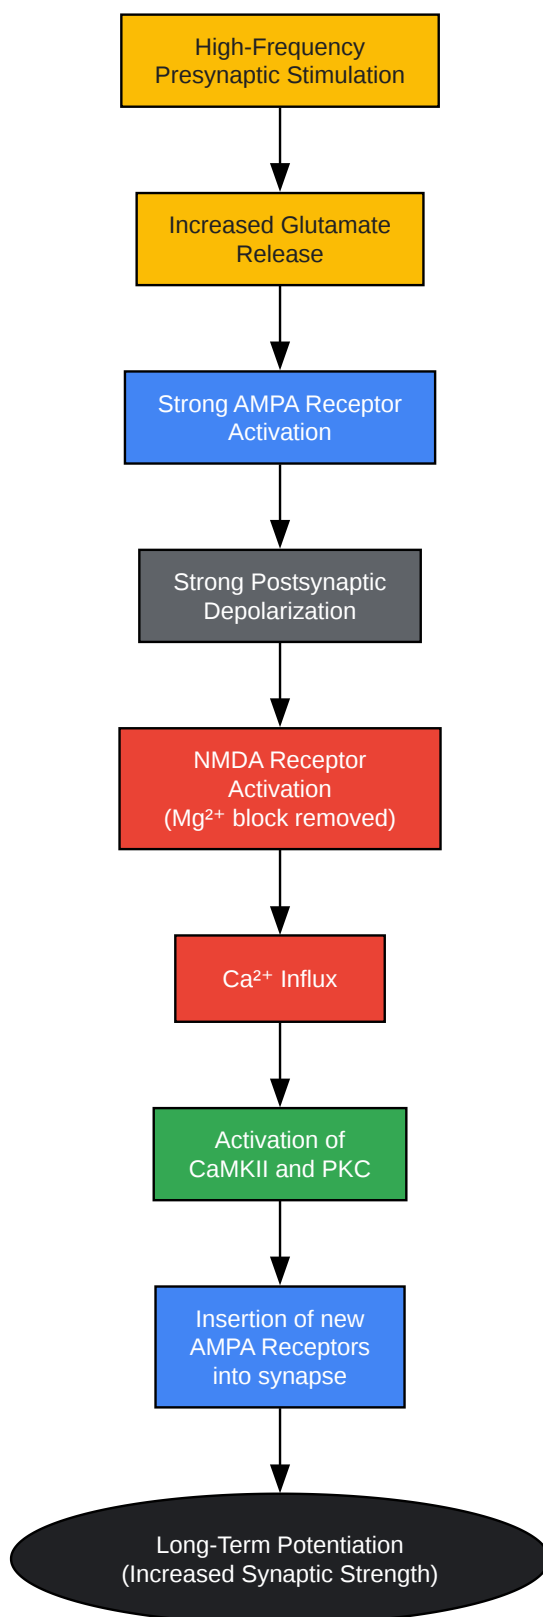 High-Frequency
Presynaptic Stimulation
Increased Glutamate
Release
Strong AMPA Receptor
Activation
Strong Postsynaptic
Depolarization
NMDA Receptor
Activation
(Mg²⁺ block removed)
Ca²⁺ Influx
Activation of
CaMKII and PKC
Insertion of new
AMPA Receptors
into synapse
Long-Term Potentiation
(Increased Synaptic Strength)